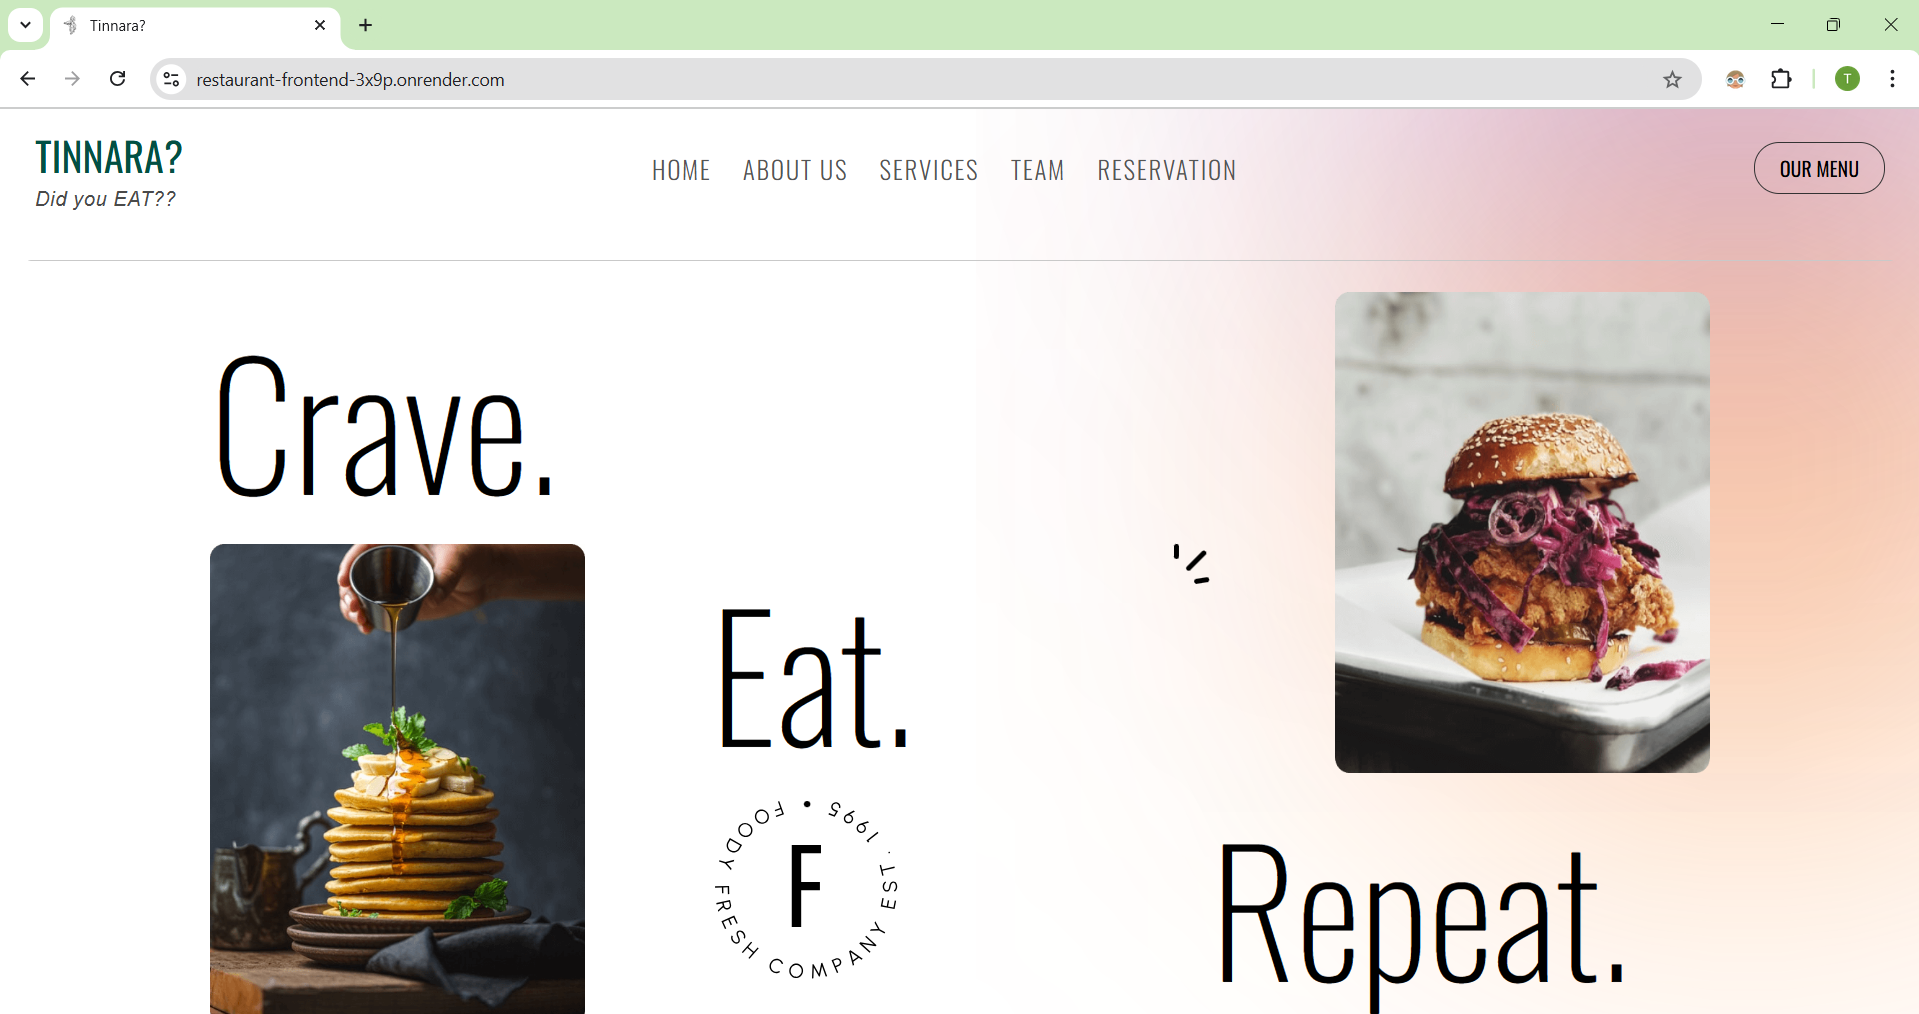 Tinnara?
restaurant-frontend-3x9p.onrender.com
T
TINNARA?
Did you EAT??
HOME ABOUT US SERVICES TEAM RESERVATION
OUR MENU
Crave.
Eat.
FOODY FRESH COMPANY EST . 1995 •
F
Repeat.